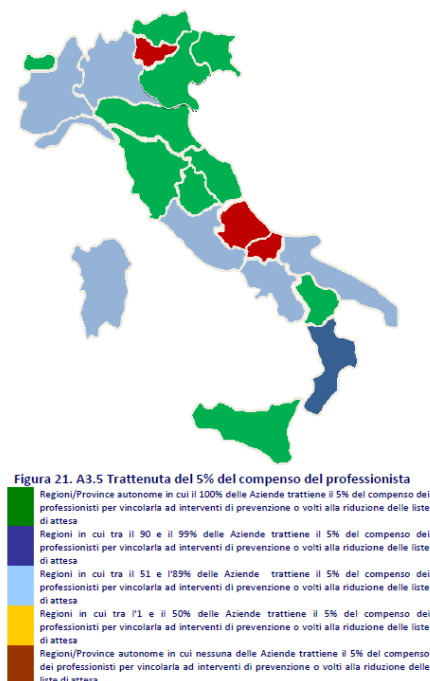 Figura 21. A3.5 Trattenuta del 5% del compenso del professionista
Regioni/Province autonome in cui il 100% delle Aziende trattiene il 5% del compenso dei
professionisti per vincolarla ad interventi di prevenzione o volti alla riduzione delle liste
di attesa
Regioni in cui tra il 90 e il 99% delle Aziende trattiene il 5% del compenso dei
professionisti per vincolarla ad interventi di prevenzione o volti alla riduzione delle liste
di attesa
Regioni in cui tra il 51 e l'89% delle Aziende trattiene il 5% del compenso dei
professionisti per vincolarla ad interventi di prevenzione o volti alla riduzione delle liste
di attesa
Regioni in cui tra l'1 e il 50% delle Aziende trattiene il 5% del compenso dei
professionisti per vincolarla ad interventi di prevenzione o volti alla riduzione delle liste
di attesa
Regioni/Province autonome in cui nessuna delle Aziende trattiene il 5% del compenso
dei professionisti per vincolarla ad interventi di prevenzione o volti alla riduzione delle
liste di attesa